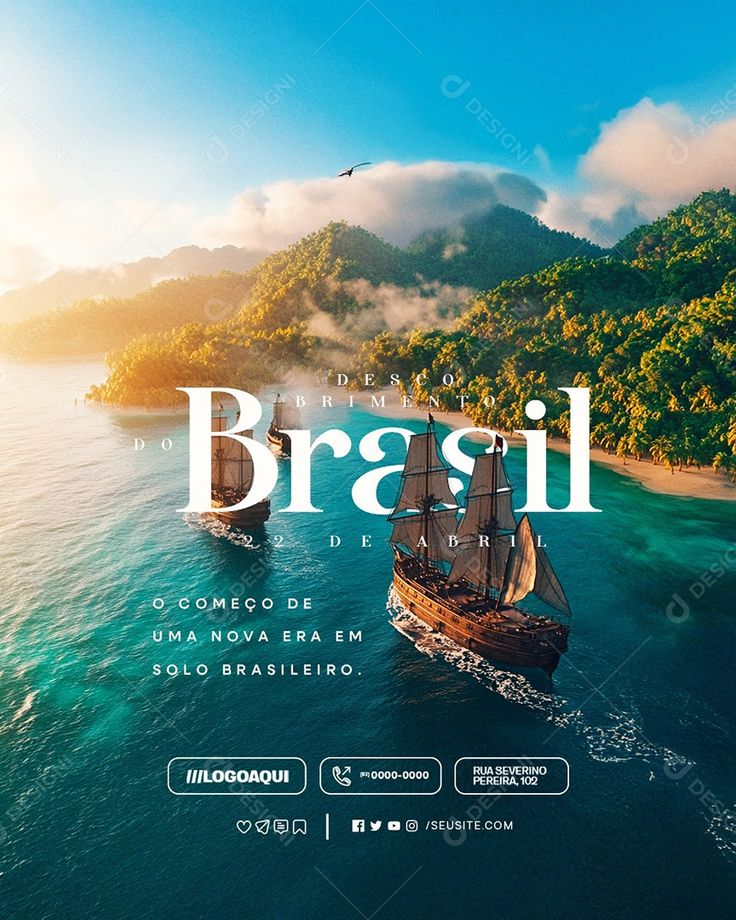 DESCO
BRIMENTO
DO
Brasil
22 DE ABRIL
O COMEÇO DE
UMA NOVA ERA EM
SOLO BRASILEIRO.
///LOGOAQUI
0000-0000
RUA SEVERINO
PEREIRA, 102
/SEUSITE.COM
DESIGNI